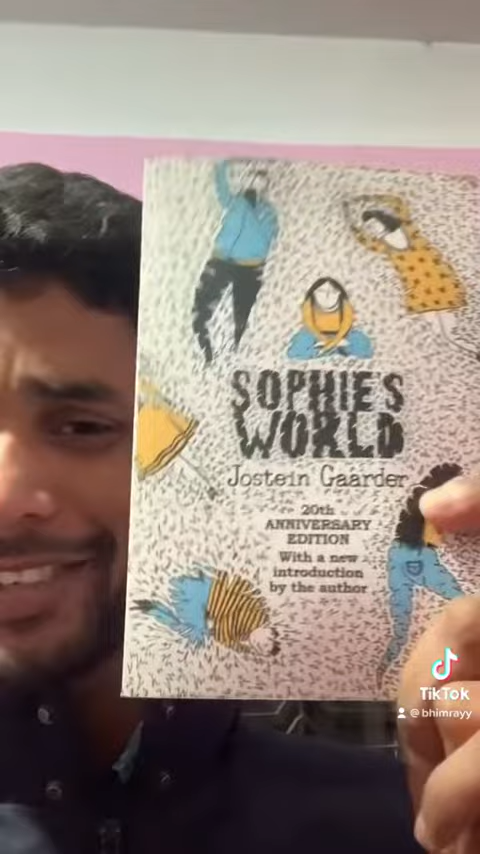 SOPHIE'S
WORLD
Jostein Gaarder
20th
ANNIVERSARY
EDITION
With a new
introduction
by the author
TikTok
@bhimrayy